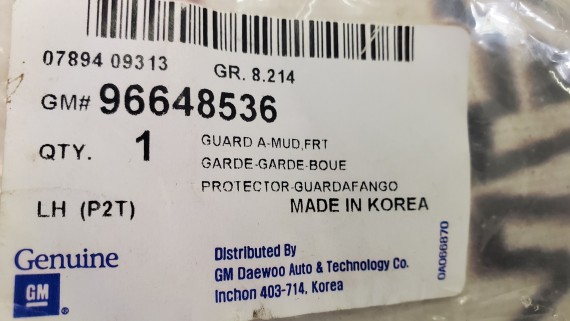 07894 09313 GR. 8.214
GM# 96648536
QTY. 1 GUARD A-MUD,FRT
GARDE-GARDE-BOUE
PROTECTOR-GUARDAFANGO
LH (P2T) MADE IN KOREA
Genuine
GM
®
Distributed By
GM Daewoo Auto & Technology Co.
Inchon 403-714, Korea
OA066870